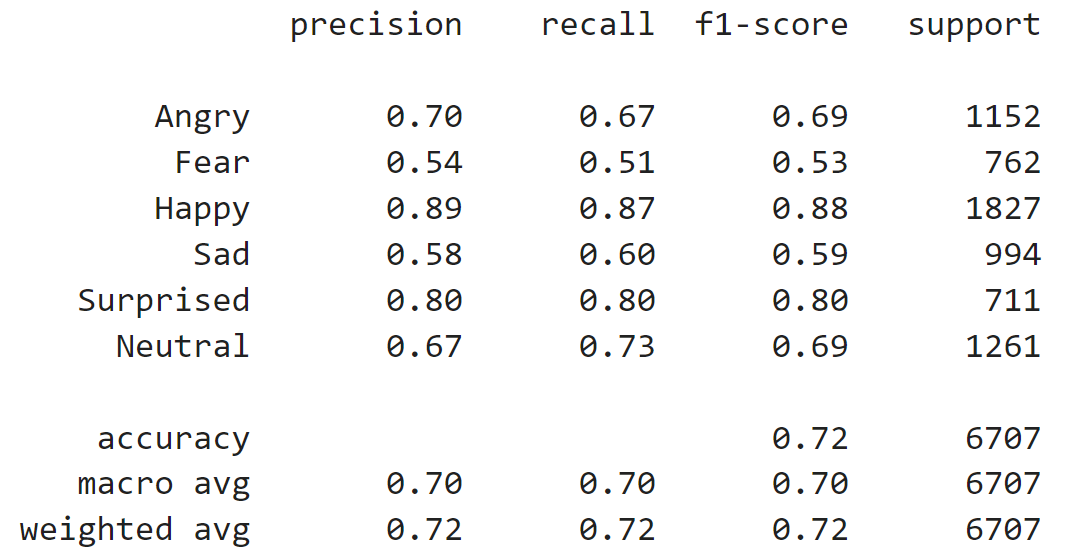 precision recall f1-score support
Angry 0.70 0.67 0.69 1152
Fear 0.54 0.51 0.53 762
Happy 0.89 0.87 0.88 1827
Sad 0.58 0.60 0.59 994
Surprised 0.80 0.80 0.80 711
Neutral 0.67 0.73 0.69 1261
accuracy 0.72 6707
macro avg 0.70 0.70 0.70 6707
weighted avg 0.72 0.72 0.72 6707